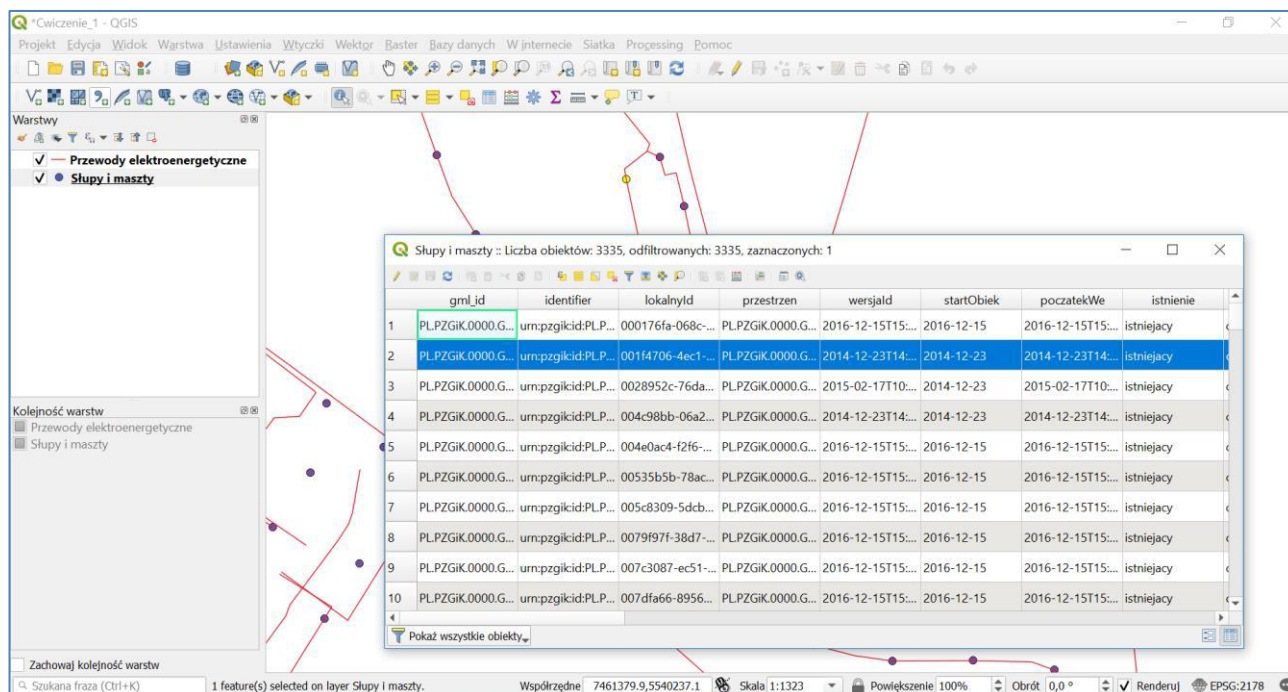 *Cwiczenie_1 - QGIS
Projekt Edycja Widok Warstwa Ustawienia Wtyczki Wektor Raster Bazy danych W internecie Siatka Processing Pomoc
Warstwy
Przewody elektroenergetyczne
Słupy i maszty
Słupy i maszty :: Liczba obiektów: 3335, odfiltrowanych: 3335, zaznaczonych: 1
gml_id identifier lokalnyId przestrzen wersjaId startObiek poczatekWe istnienie
1 PL.PZGiK.0000.G... urn:pzgik:id:PL.P... 000176fa-068c-... PL.PZGiK.0000.G... 2016-12-15T15:... 2016-12-15 2016-12-15T15:... istniejacy
2 PL.PZGiK.0000.G... urn:pzgik:id:PL.P... 001f4706-4ec1-... PL.PZGiK.0000.G... 2014-12-23T14:... 2014-12-23 2014-12-23T14:... istniejacy
3 PL.PZGiK.0000.G... urn:pzgik:id:PL.P... 0028952c-76da... PL.PZGiK.0000.G... 2015-02-17T10:... 2014-12-23 2015-02-17T10:... istniejacy
4 PL.PZGiK.0000.G... urn:pzgik:id:PL.P... 004c98bb-06a2... PL.PZGiK.0000.G... 2014-12-23T14:... 2014-12-23 2014-12-23T14:... istniejacy
5 PL.PZGiK.0000.G... urn:pzgik:id:PL.P... 004e0ac4-f2f6-... PL.PZGiK.0000.G... 2016-12-15T15:... 2016-12-15 2016-12-15T15:... istniejacy
6 PL.PZGiK.0000.G... urn:pzgik:id:PL.P... 00535b5b-78ac... PL.PZGiK.0000.G... 2016-12-15T15:... 2016-12-15 2016-12-15T15:... istniejacy
7 PL.PZGiK.0000.G... urn:pzgik:id:PL.P... 005c8309-5dcb... PL.PZGiK.0000.G... 2016-12-15T15:... 2016-12-15 2016-12-15T15:... istniejacy
8 PL.PZGiK.0000.G... urn:pzgik:id:PL.P... 0079f97f-38d7-... PL.PZGiK.0000.G... 2016-12-15T15:... 2016-12-15 2016-12-15T15:... istniejacy
9 PL.PZGiK.0000.G... urn:pzgik:id:PL.P... 007c3087-ec51-... PL.PZGiK.0000.G... 2016-12-15T15:... 2016-12-15 2016-12-15T15:... istniejacy
10 PL.PZGiK.0000.G... urn:pzgik:id:PL.P... 007dfa66-8956... PL.PZGiK.0000.G... 2016-12-15T15:... 2016-12-15 2016-12-15T15:... istniejacy
Pokaż wszystkie obiekty
Kolejność warstw
Przewody elektroenergetyczne
Słupy i maszty
Zachowaj kolejność warstw
Szukana fraza (Ctrl+K) 1 feature(s) selected on layer Słupy i maszty. Współrzędne 7461379.9,5540237.1 Skala 1:1323 Powiększenie 100% Obrót 0,0 ° Renderuj EPSG:2178